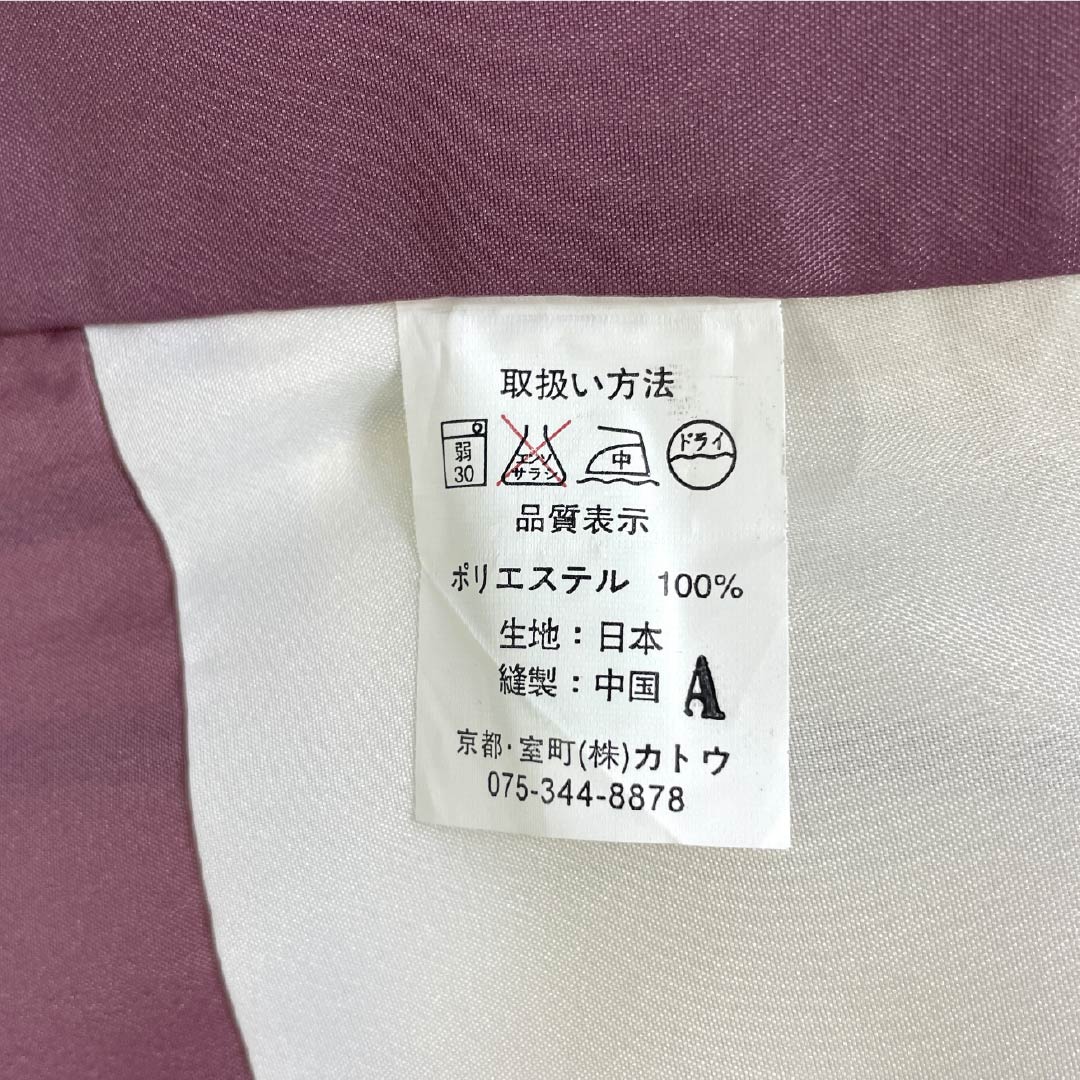 取扱い方法
弱 30 エンソ サラシ 中 ドライ
品質表示
ポリエステル 100%
生地：日本
縫製：中国 A
京都・室町(株)カトウ
075-344-8878